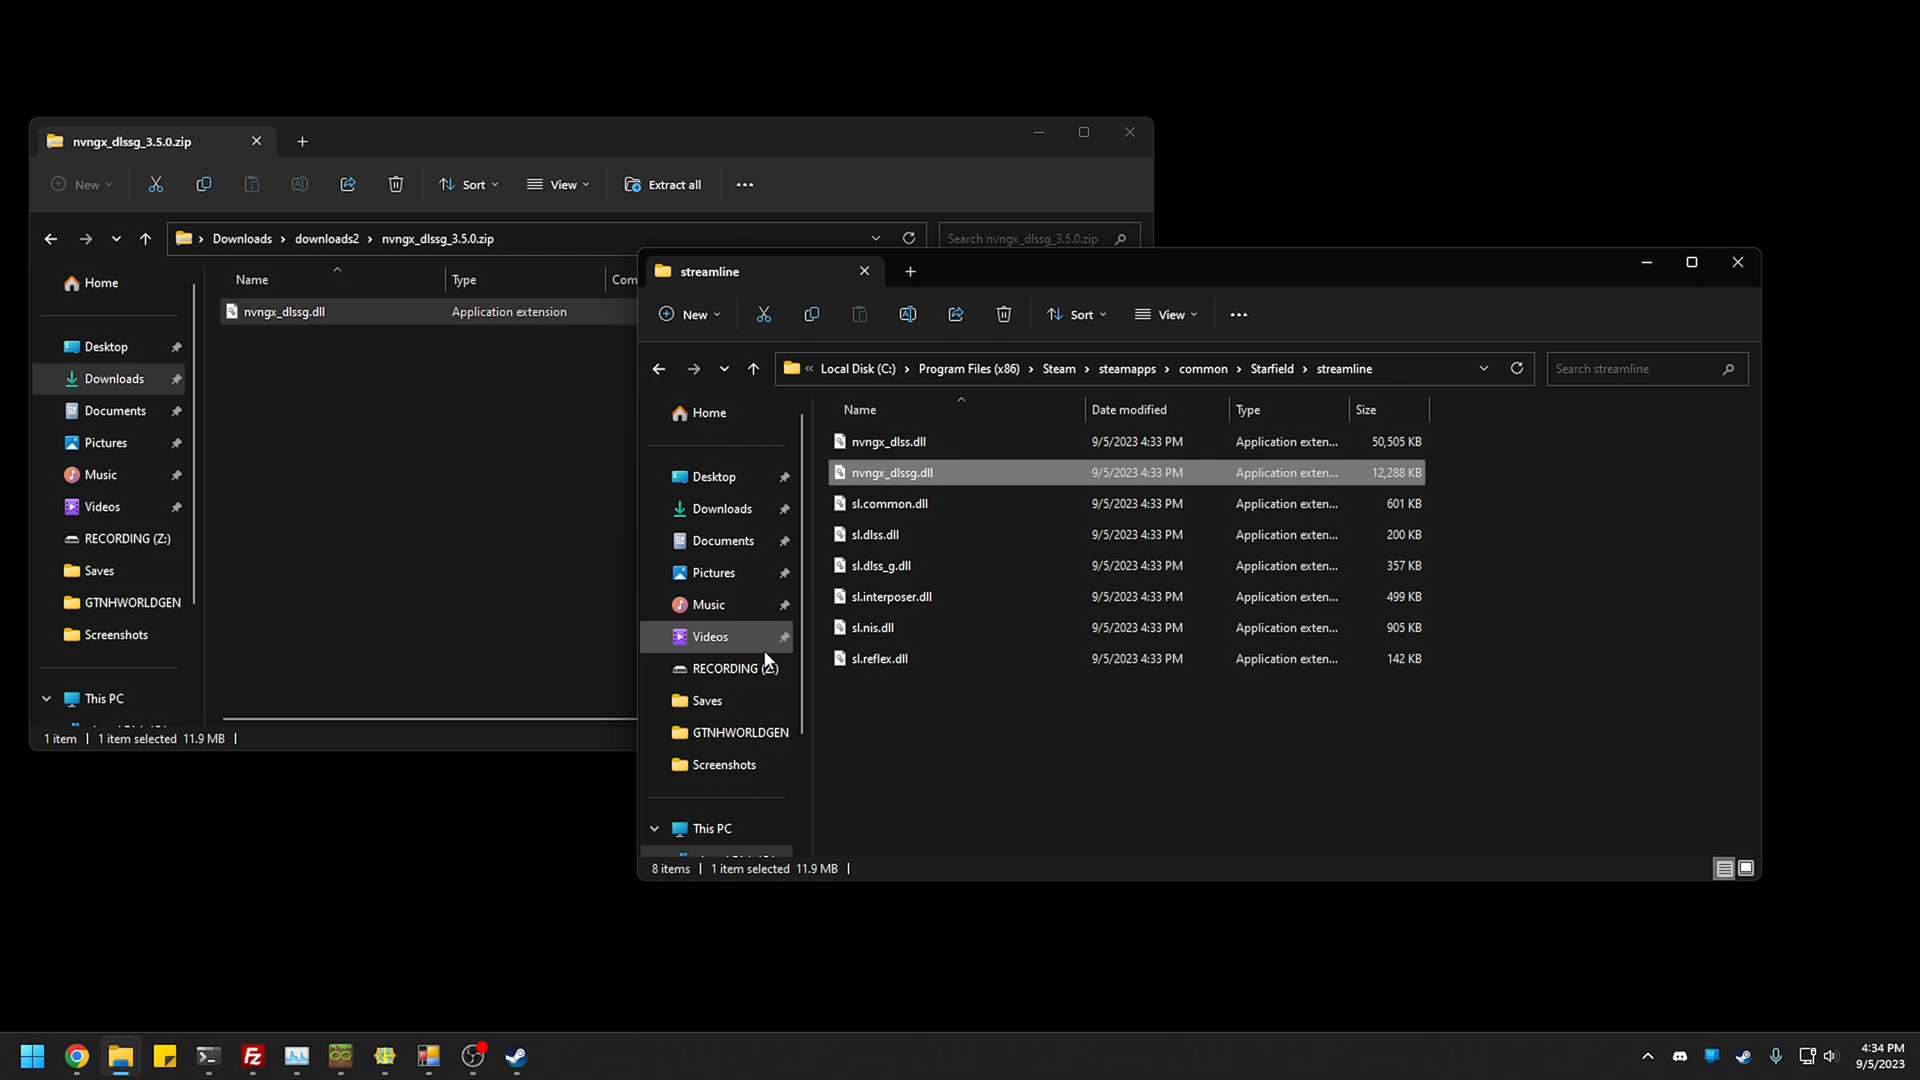 nvngx_dlssg_3.5.0.zip
New
Sort
View
Extract all
Downloads
downloads2
nvngx_dlssg_3.5.0.zip
Search nvngx_dlssg_3.5.0.zip
Home
Desktop
Downloads
Documents
Pictures
Music
Videos
RECORDING (Z:)
Saves
GTNHWORLDGEN
Screenshots
This PC
Name
Type
Com
nvngx_dlssg.dll
Application extension
1 item
1 item selected 11.9 MB
streamline
New
Sort
View
« Local Disk (C:) › Program Files (x86) › Steam › steamapps › common › Starfield › streamline
Search streamline
Home
Desktop
Downloads
Documents
Pictures
Music
Videos
RECORDING (Z:)
Saves
GTNHWORLDGEN
Screenshots
This PC
Name Date modified Type Size
nvngx_dlss.dll 9/5/2023 4:33 PM Application exten... 50,505 KB
nvngx_dlssg.dll 9/5/2023 4:33 PM Application exten... 12,288 KB
sl.common.dll 9/5/2023 4:33 PM Application exten... 601 KB
sl.dlss.dll 9/5/2023 4:33 PM Application exten... 200 KB
sl.dlss_g.dll 9/5/2023 4:33 PM Application exten... 357 KB
sl.interposer.dll 9/5/2023 4:33 PM Application exten... 499 KB
sl.nis.dll 9/5/2023 4:33 PM Application exten... 905 KB
sl.reflex.dll 9/5/2023 4:33 PM Application exten... 142 KB
8 items
1 item selected 11.9 MB
4:34 PM
9/5/2023